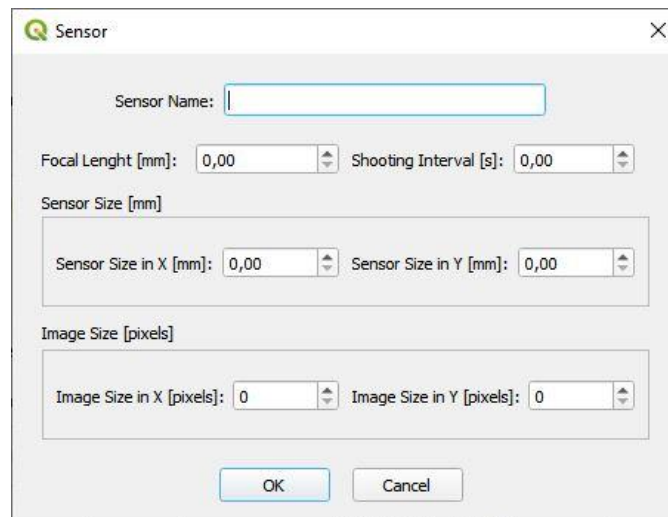 Sensor
Sensor Name:
Focal Lenght [mm]: 0,00 Shooting Interval [s]: 0,00
Sensor Size [mm]
Sensor Size in X [mm]: 0,00 Sensor Size in Y [mm]: 0,00
Image Size [pixels]
Image Size in X [pixels]: 0 Image Size in Y [pixels]: 0
OK Cancel